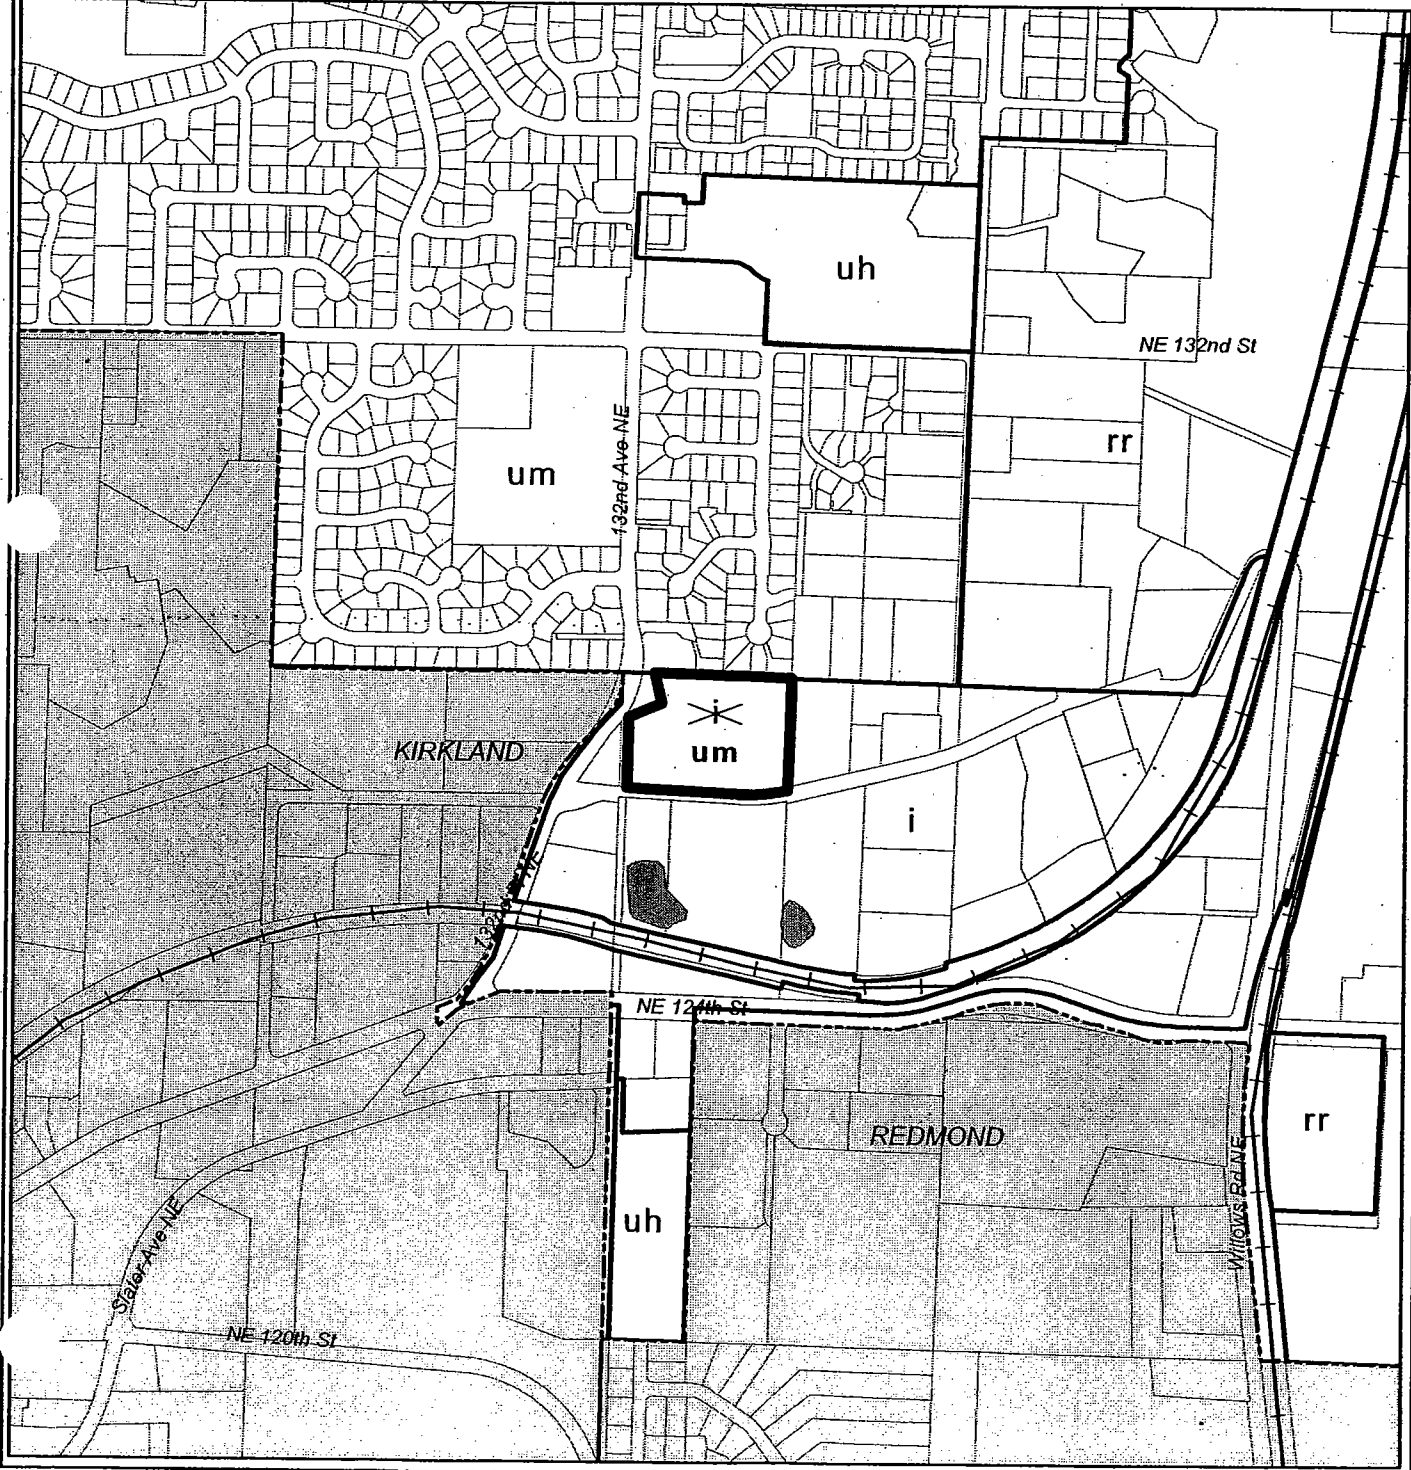 uh
NE 132nd St
rr
um
132nd Ave NE
i
KIRKLAND
um
i
NE 124th St
REDMOND
rr
uh
Willows Rd NE
Slater Ave NE
NE 120th St